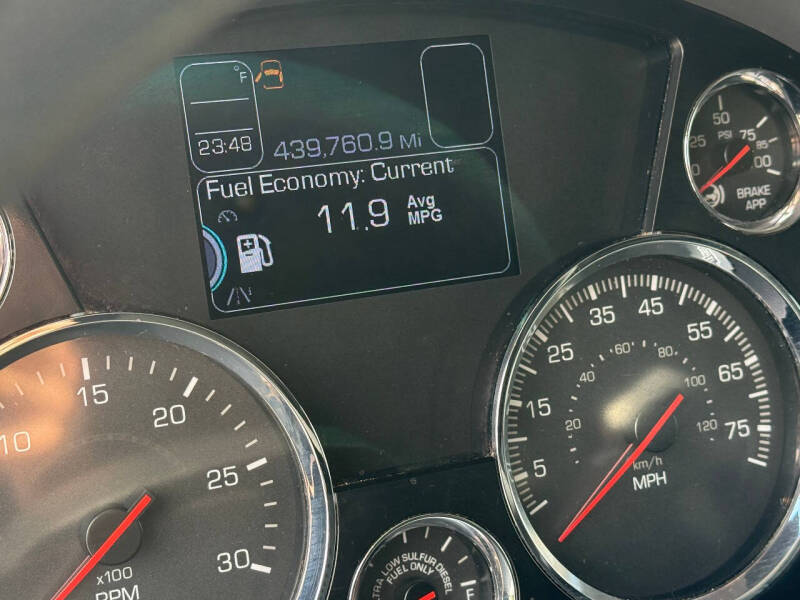 °F
23:48
439,760.9 Mi
Fuel Economy: Current
11.9 Avg MPG
25 50 75 85 00
PSI
BRAKE
APP
10 15 20 25 30
x100
RPM
5 15 25 35 45 55 65 75
20 40 60 80 100 120
km/h
MPH
LOW SULFUR DIESEL
FUEL ONLY